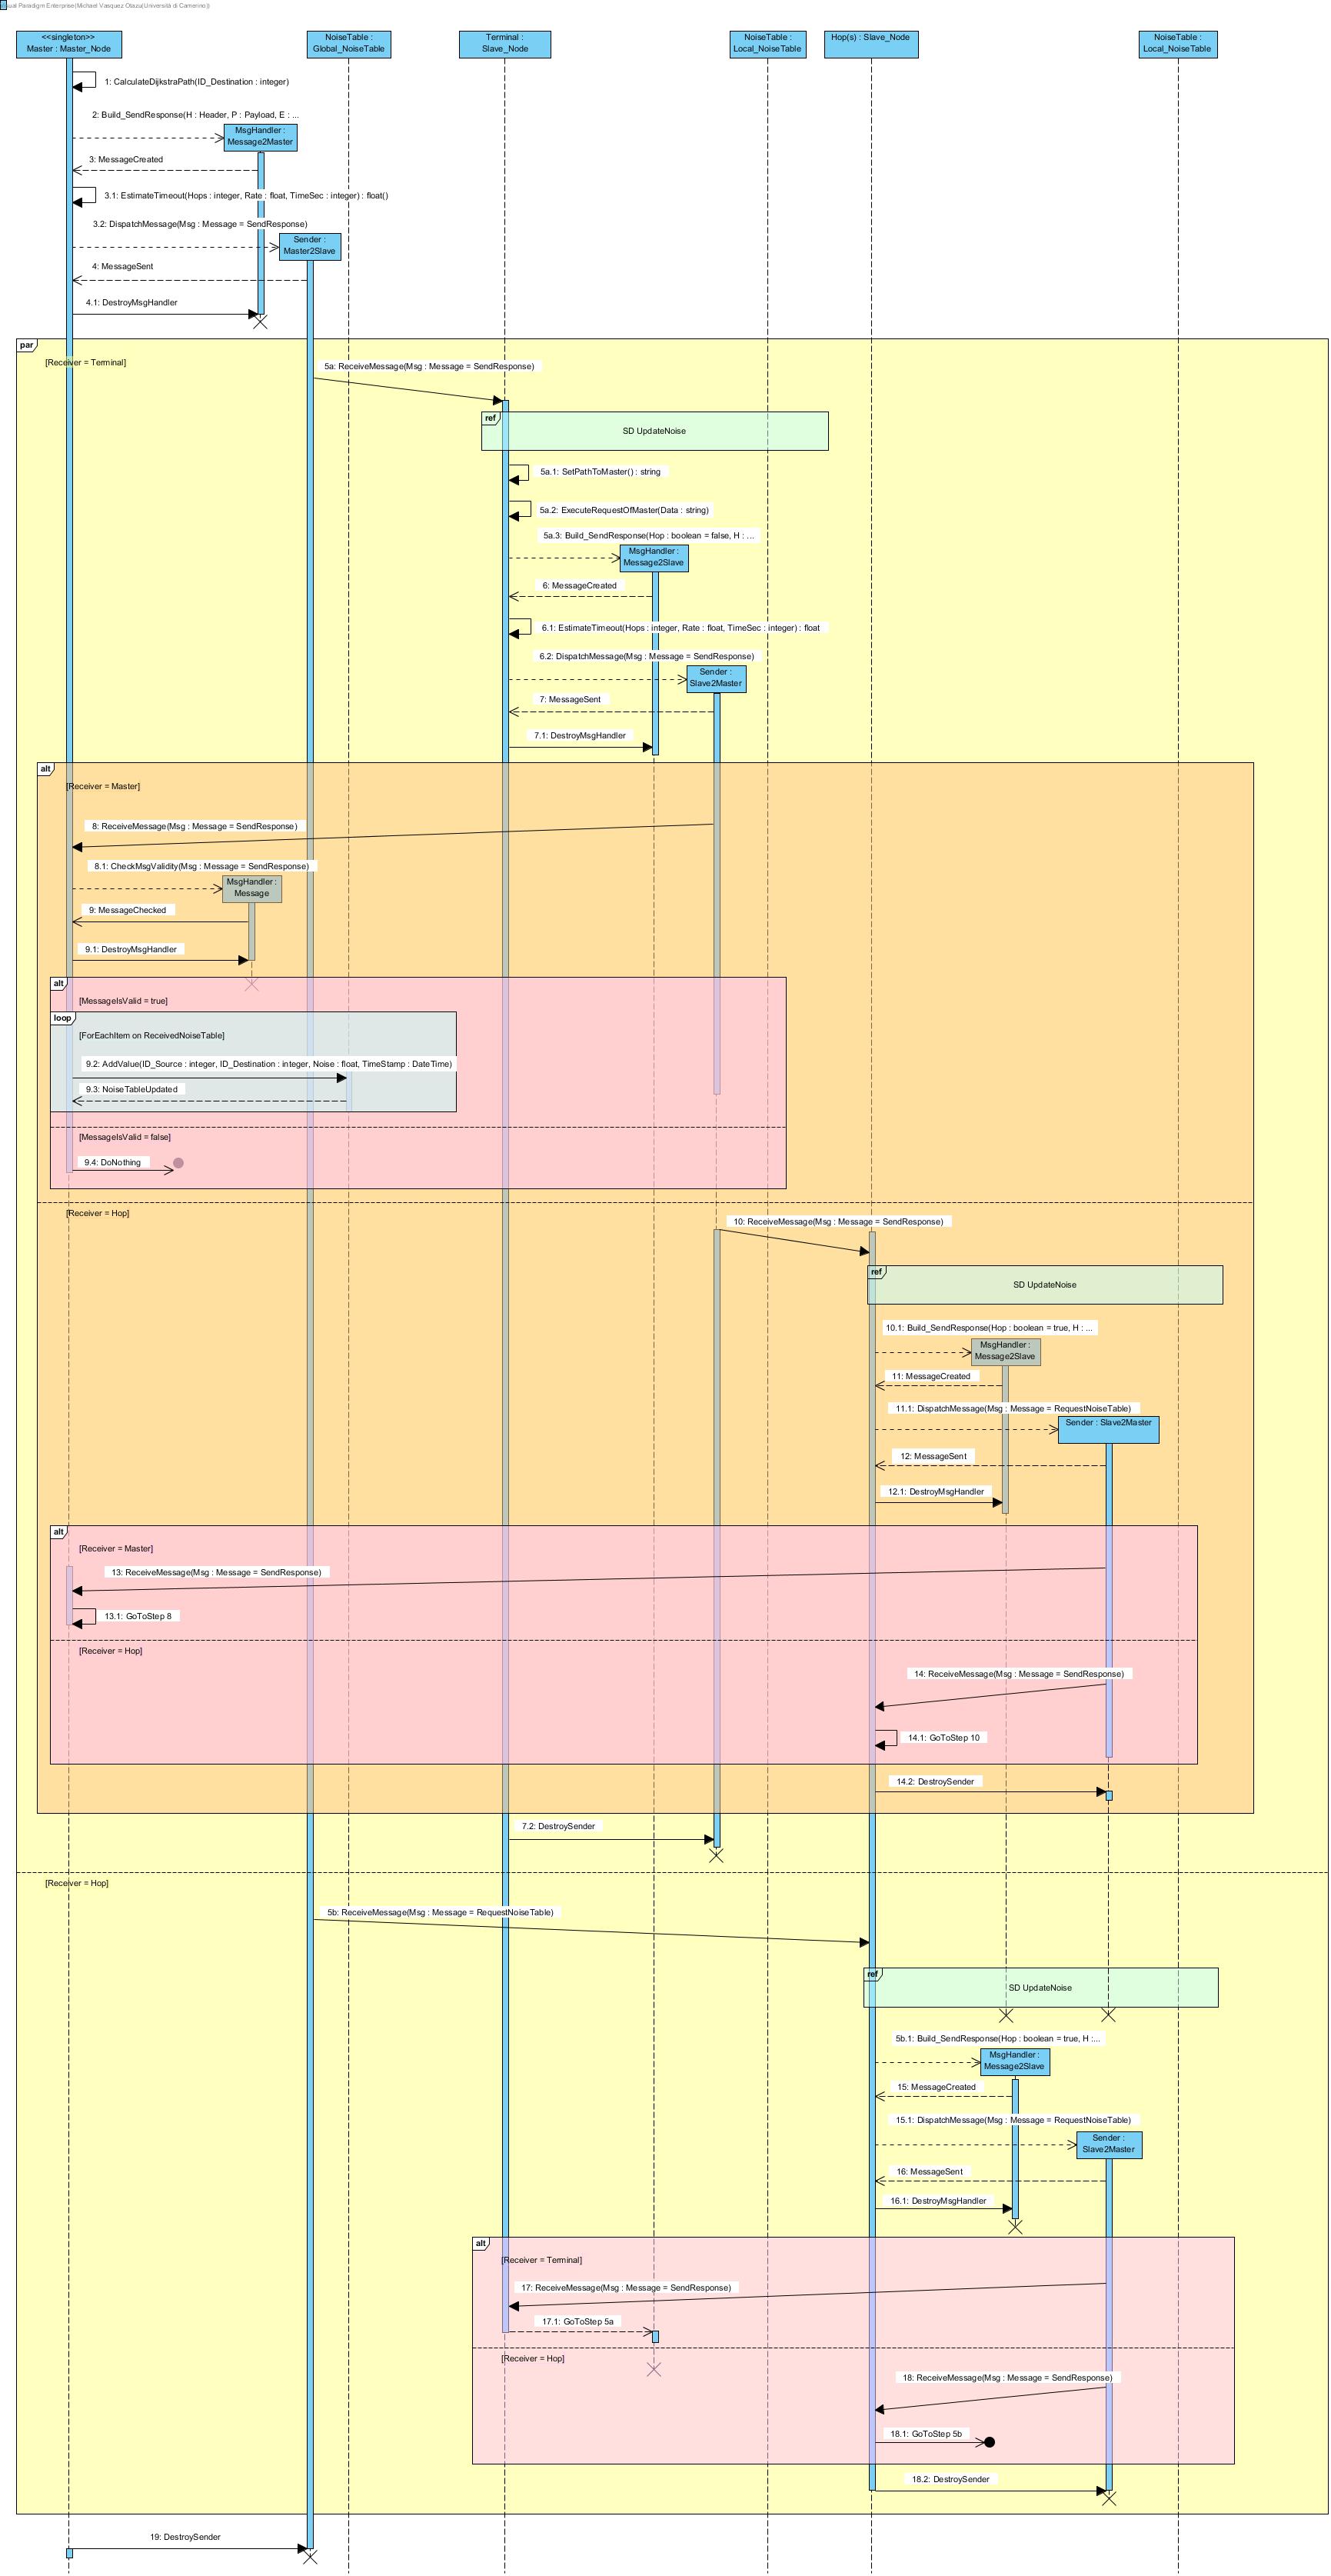 Visual Paradigm Enterprise(Michael Vasquez Otazu(Università di Camerino))
<<singleton>>
Master : Master_Node
NoiseTable :
Global_NoiseTable
Terminal :
Slave_Node
NoiseTable :
Local_NoiseTable
Hop(s) : Slave_Node
NoiseTable :
Local_NoiseTable
1: CalculateDijkstraPath(ID_Destination : integer)
2: Build_SendResponse(H : Header, P : Payload, E : ...
MsgHandler :
Message2Master
3: MessageCreated
3.1: EstimateTimeout(Hops : integer, Rate : float, TimeSec : integer) : float()
3.2: DispatchMessage(Msg : Message = SendResponse)
Sender :
Master2Slave
4: MessageSent
4.1: DestroyMsgHandler
par
[Receiver = Terminal]
5a: ReceiveMessage(Msg : Message = SendResponse)
ref
SD UpdateNoise
5a.1: SetPathToMaster() : string
5a.2: ExecuteRequestOfMaster(Data : string)
5a.3: Build_SendResponse(Hop : boolean = false, H : ...
MsgHandler :
Message2Slave
6: MessageCreated
6.1: EstimateTimeout(Hops : integer, Rate : float, TimeSec : integer) : float
6.2: DispatchMessage(Msg : Message = SendResponse)
Sender :
Slave2Master
7: MessageSent
7.1: DestroyMsgHandler
alt
[Receiver = Master]
8: ReceiveMessage(Msg : Message = SendResponse)
8.1: CheckMsgValidity(Msg : Message = SendResponse)
MsgHandler :
Message
9: MessageChecked
9.1: DestroyMsgHandler
alt
[MessageIsValid = true]
loop
[ForEachItem on ReceivedNoiseTable]
9.2: AddValue(ID_Source : integer, ID_Destination : integer, Noise : float, TimeStamp : DateTime)
9.3: NoiseTableUpdated
[MessageIsValid = false]
9.4: DoNothing
[Receiver = Hop]
10: ReceiveMessage(Msg : Message = SendResponse)
ref
SD UpdateNoise
10.1: Build_SendResponse(Hop : boolean = true, H : ...
MsgHandler :
Message2Slave
11: MessageCreated
11.1: DispatchMessage(Msg : Message = RequestNoiseTable)
Sender : Slave2Master
12: MessageSent
12.1: DestroyMsgHandler
alt
[Receiver = Master]
13: ReceiveMessage(Msg : Message = SendResponse)
13.1: GoToStep 8
[Receiver = Hop]
14: ReceiveMessage(Msg : Message = SendResponse)
14.1: GoToStep 10
14.2: DestroySender
7.2: DestroySender
[Receiver = Hop]
5b: ReceiveMessage(Msg : Message = RequestNoiseTable)
ref
SD UpdateNoise
5b.1: Build_SendResponse(Hop : boolean = true, H :...
MsgHandler :
Message2Slave
15: MessageCreated
15.1: DispatchMessage(Msg : Message = RequestNoiseTable)
Sender :
Slave2Master
16: MessageSent
16.1: DestroyMsgHandler
alt
[Receiver = Terminal]
17: ReceiveMessage(Msg : Message = SendResponse)
17.1: GoToStep 5a
[Receiver = Hop]
18: ReceiveMessage(Msg : Message = SendResponse)
18.1: GoToStep 5b
18.2: DestroySender
19: DestroySender